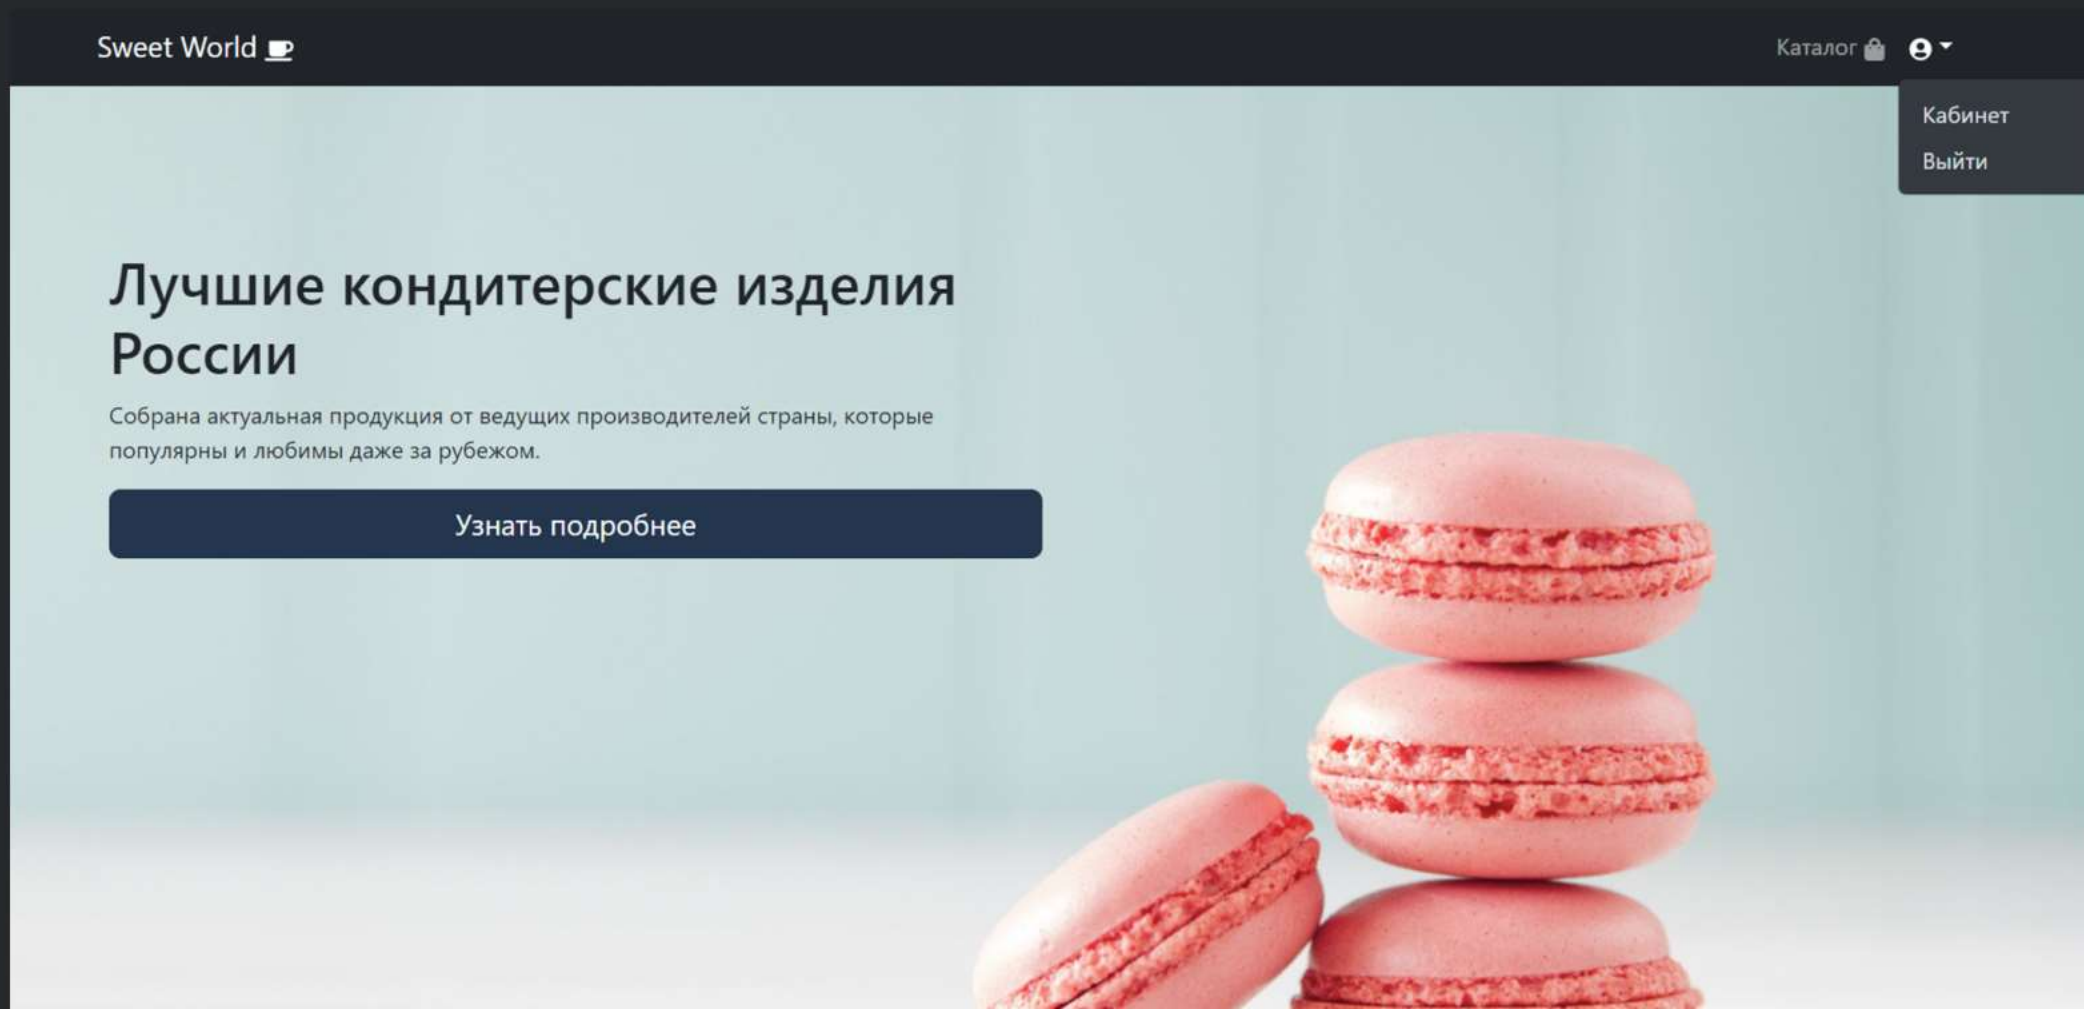 Sweet World
Каталог
Кабинет
Выйти
Лучшие кондитерские изделия
России
Собрана актуальная продукция от ведущих производителей страны, которые
популярны и любимы даже за рубежом.
Узнать подробнее